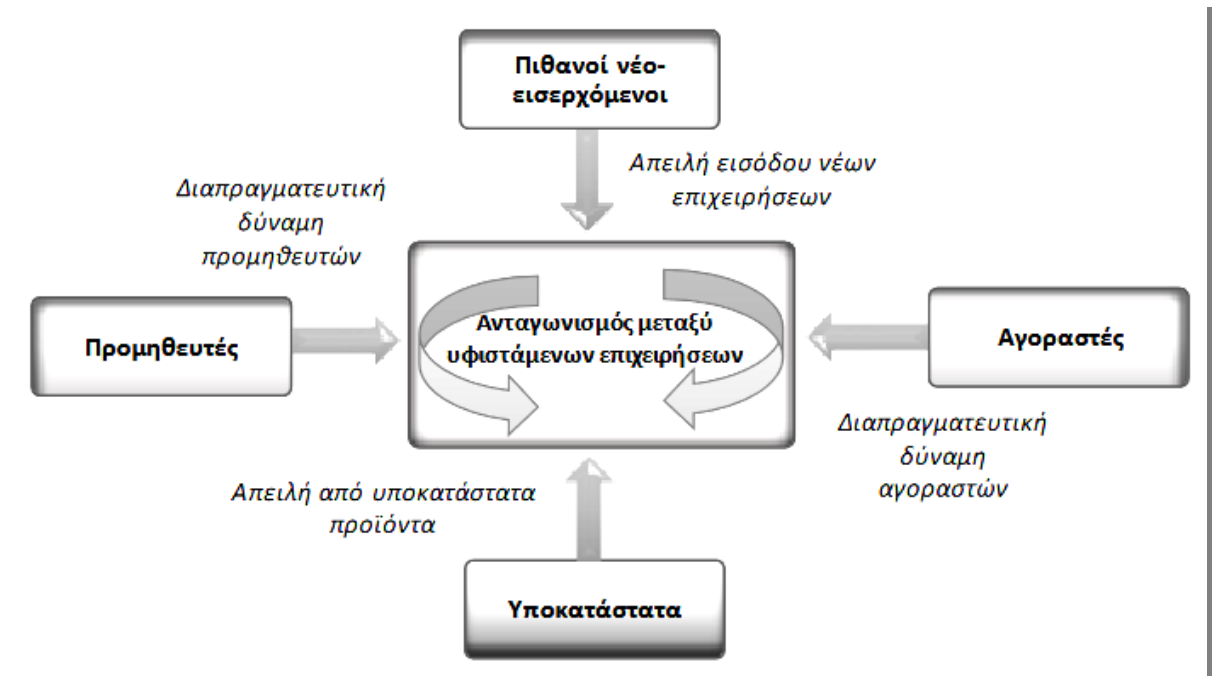 Πιθανοί νέο-
εισερχόμενοι
Απειλή εισόδου νέων
επιχειρήσεων
Διαπραγματευτική
δύναμη
προμηθευτών
Προμηθευτές
Ανταγωνισμός μεταξύ
υφιστάμενων επιχειρήσεων
Αγοραστές
Διαπραγματευτική
δύναμη
αγοραστών
Απειλή από υποκατάστατα
προϊόντα
Υποκατάστατα